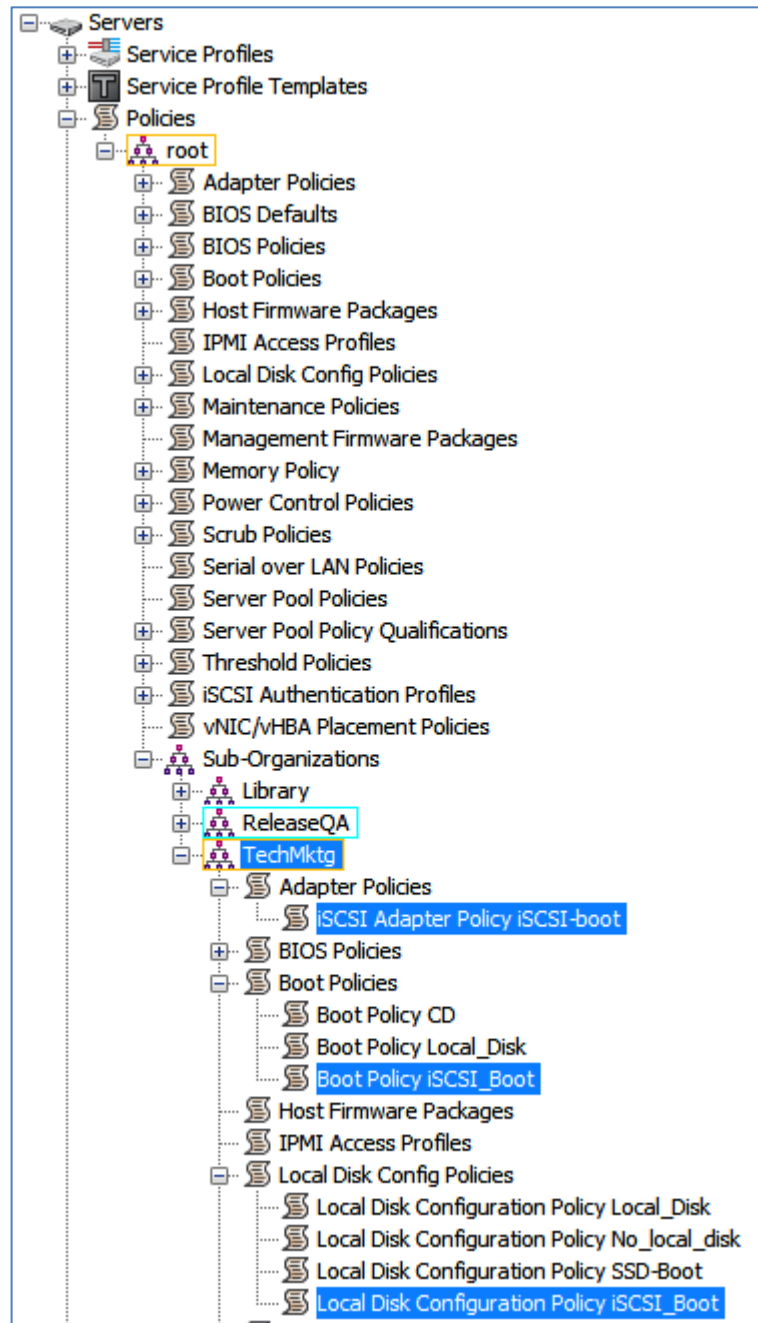 Servers
Service Profiles
Service Profile Templates
Policies
root
Adapter Policies
BIOS Defaults
BIOS Policies
Boot Policies
Host Firmware Packages
IPMI Access Profiles
Local Disk Config Policies
Maintenance Policies
Management Firmware Packages
Memory Policy
Power Control Policies
Scrub Policies
Serial over LAN Policies
Server Pool Policies
Server Pool Policy Qualifications
Threshold Policies
iSCSI Authentication Profiles
vNIC/vHBA Placement Policies
Sub-Organizations
Library
ReleaseQA
TechMktg
Adapter Policies
iSCSI Adapter Policy iSCSI-boot
BIOS Policies
Boot Policies
Boot Policy CD
Boot Policy Local_Disk
Boot Policy iSCSI_Boot
Host Firmware Packages
IPMI Access Profiles
Local Disk Config Policies
Local Disk Configuration Policy Local_Disk
Local Disk Configuration Policy No_local_disk
Local Disk Configuration Policy SSD-Boot
Local Disk Configuration Policy iSCSI_Boot